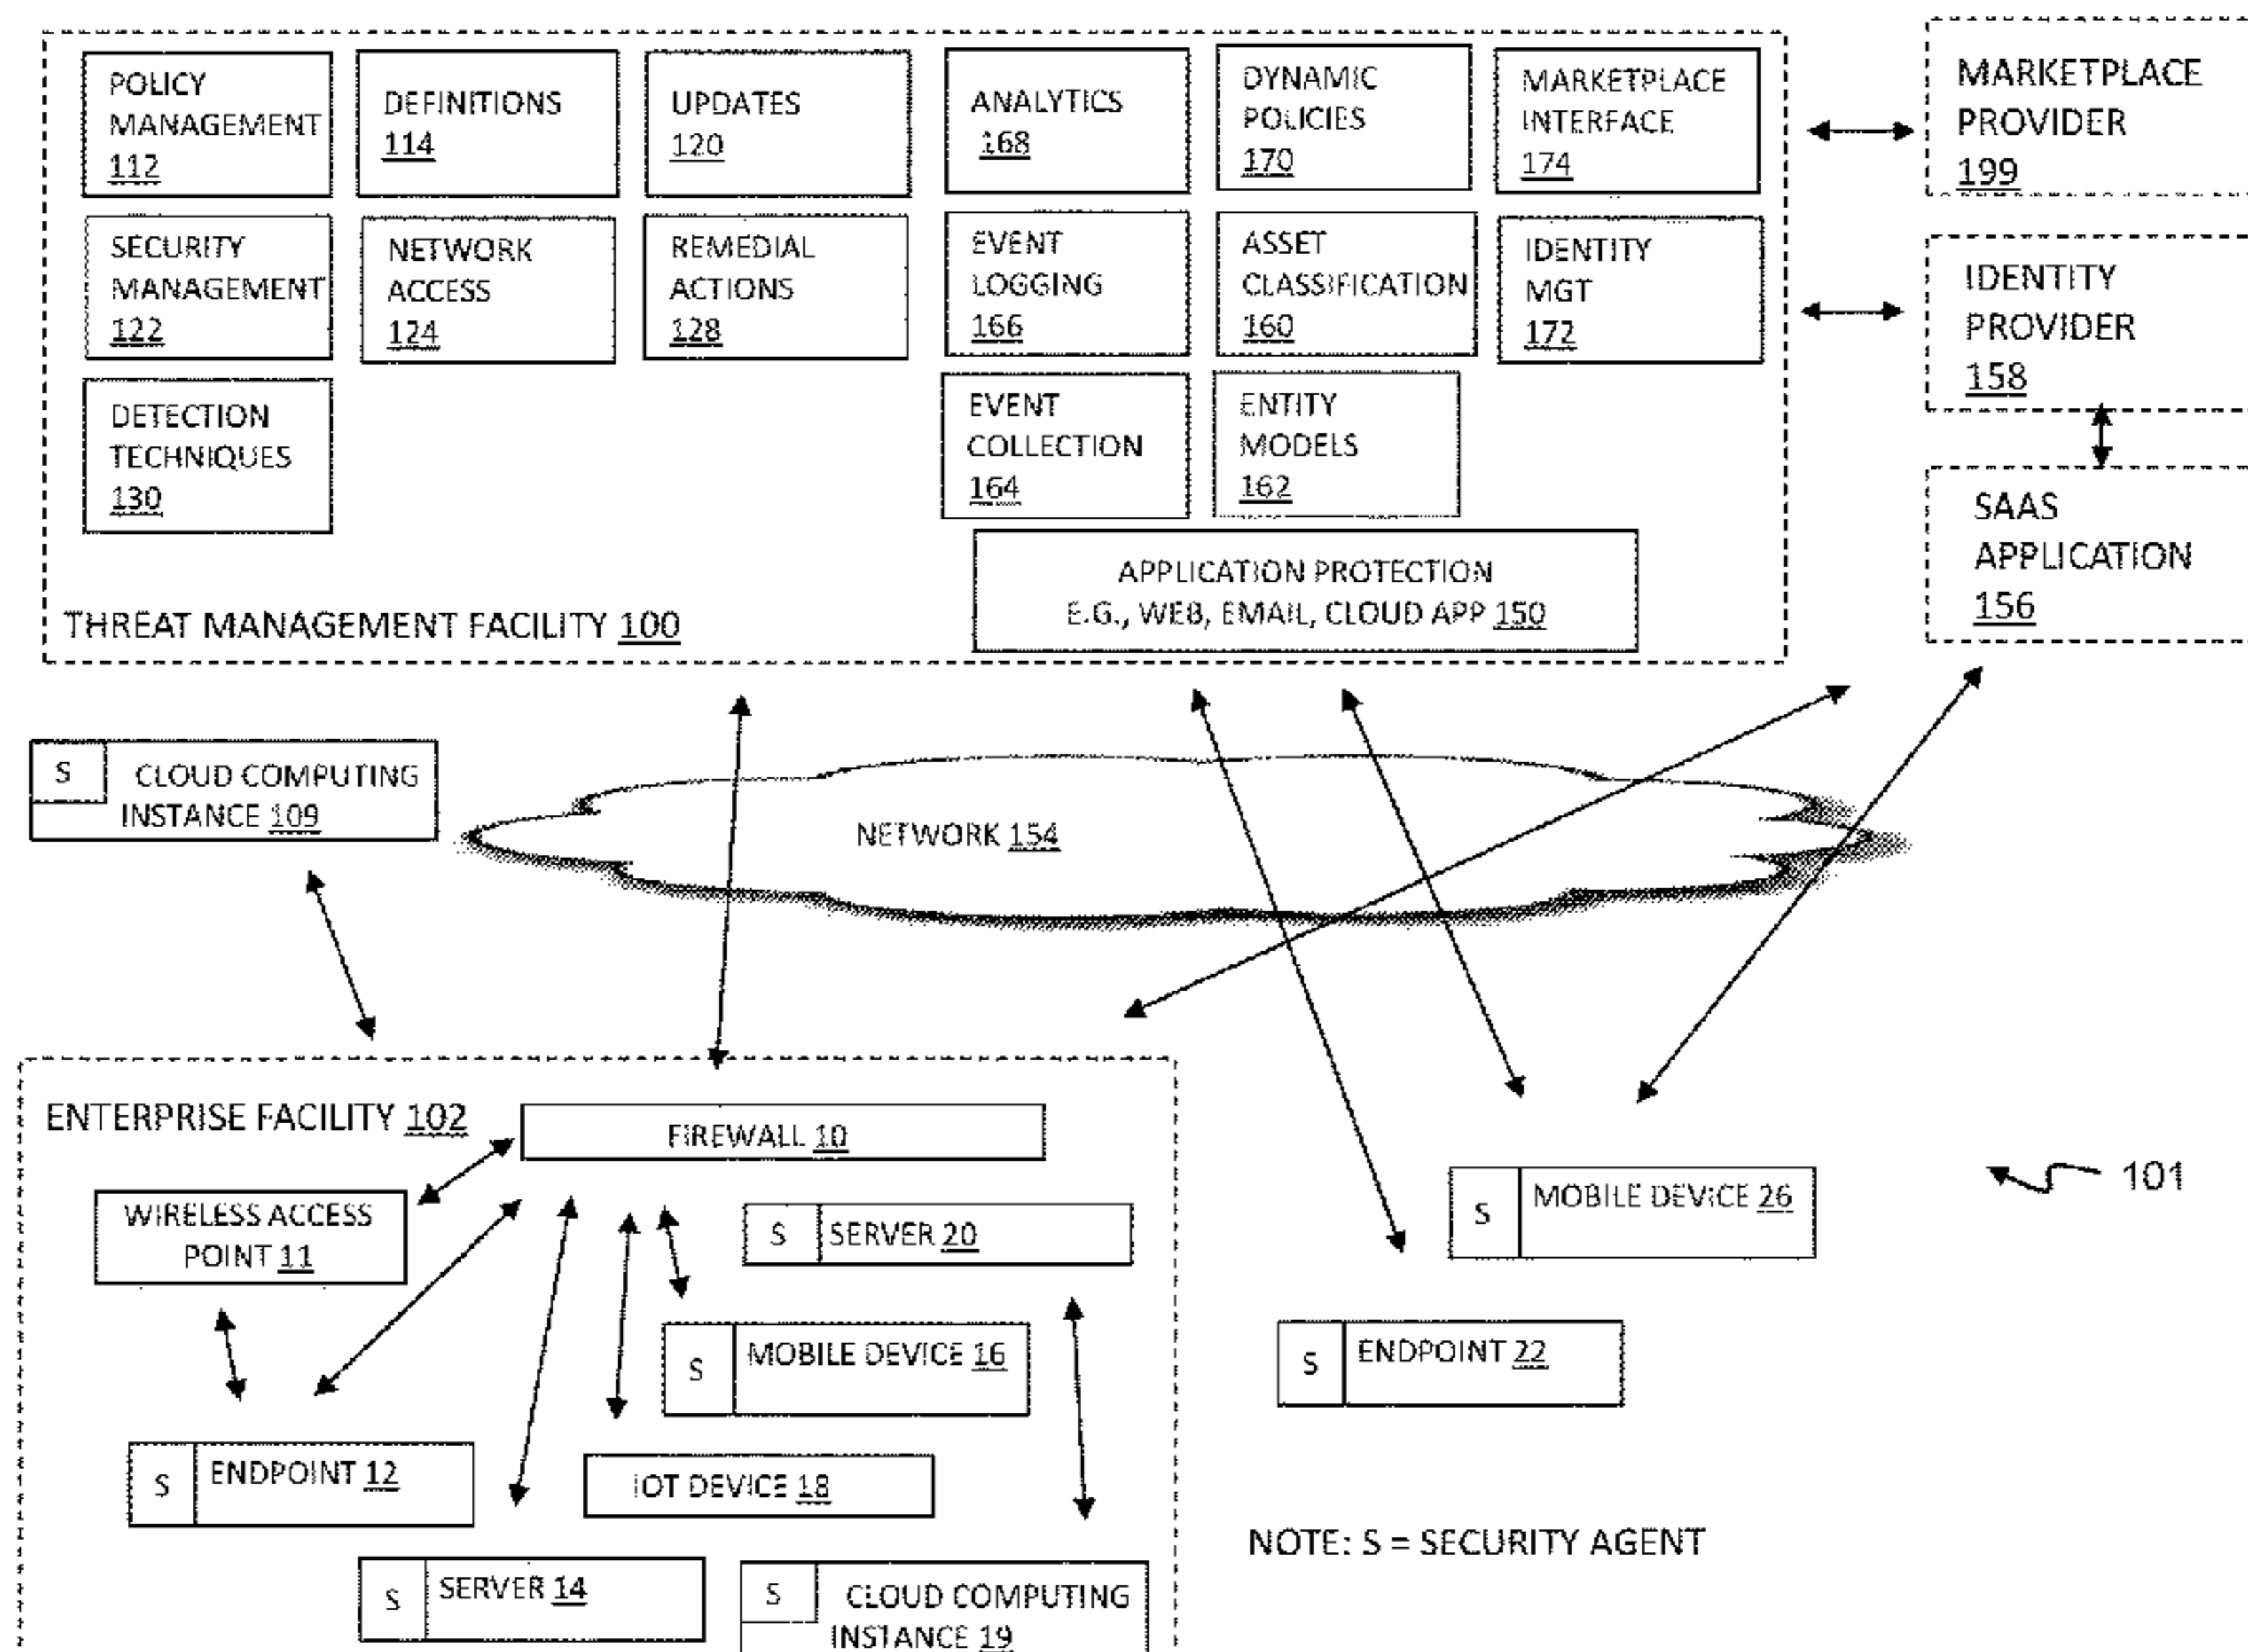 POLICY
MANAGEMENT
112
DEFINITIONS
114
UPDATES
120
ANALYTICS
168
DYNAMIC
POLICIES
170
MARKETPLACE
INTERFACE
174
MARKETPLACE
PROVIDER
199
SECURITY
MANAGEMENT
122
NETWORK
ACCESS
124
REMEDIAL
ACTIONS
128
EVENT
LOGGING
166
ASSET
CLASSIFICATION
160
IDENTITY
MGT
172
IDENTITY
PROVIDER
158
DETECTION
TECHNIQUES
130
EVENT
COLLECTION
164
ENTITY
MODELS
162
SAAS
APPLICATION
156
APPLICATION PROTECTION
E.G., WEB, EMAIL, CLOUD APP 150
THREAT MANAGEMENT FACILITY 100
S CLOUD COMPUTING
INSTANCE 109
NETWORK 154
ENTERPRISE FACILITY 102
FIREWALL 10
WIRELESS ACCESS
POINT 11
S SERVER 20
S MOBILE DEVICE 26
101
S MOBILE DEVICE 16
S ENDPOINT 22
S ENDPOINT 12
IOT DEVICE 18
NOTE: S = SECURITY AGENT
S SERVER 14
S CLOUD COMPUTING
INSTANCE 19